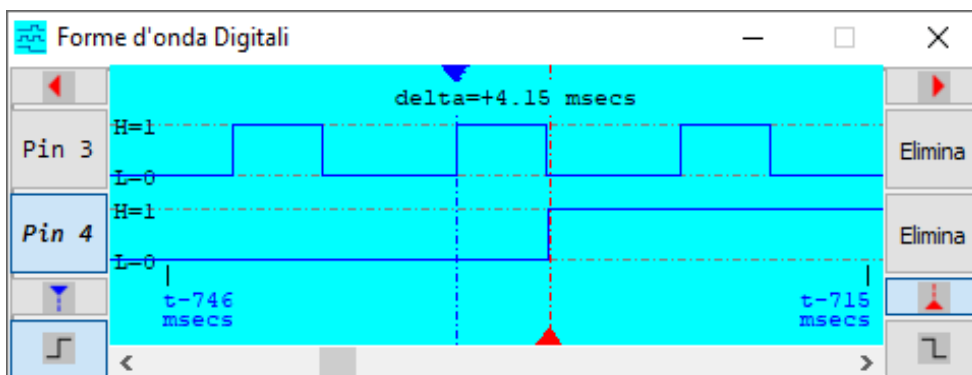 Forme d'onda Digitali
delta=+4.15 msecs
Pin 3
H=1
L=0
Elimina
Pin 4
H=1
L=0
Elimina
t-746
msecs
t-715
msecs